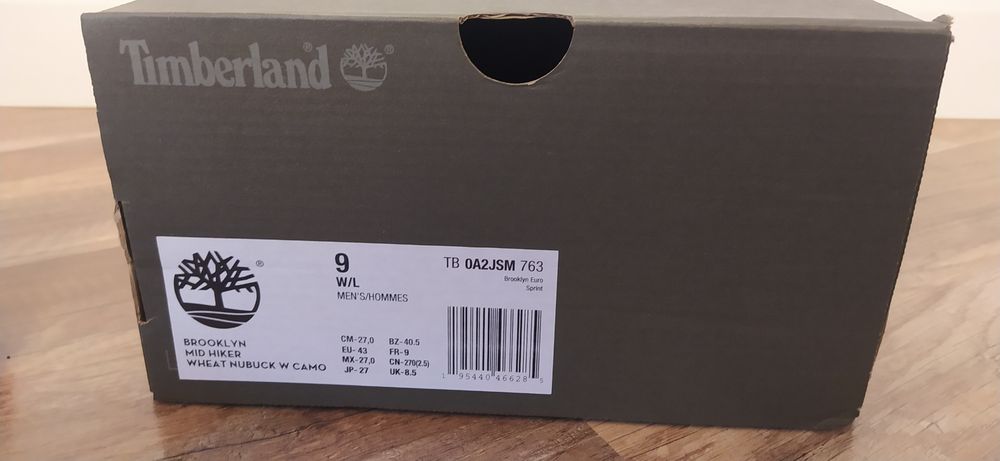 Timberland®
®
9
W/L
MEN'S/HOMMES
TB 0A2JSM 763
Brooklyn Euro
Sprint
BROOKLYN
MID HIKER
WHEAT NUBUCK W CAMO
CM-27,0 BZ-40.5
EU- 43 FR-9
MX-27,0 CN-270(2.5)
JP- 27 UK-8.5
1 95440 46628 5